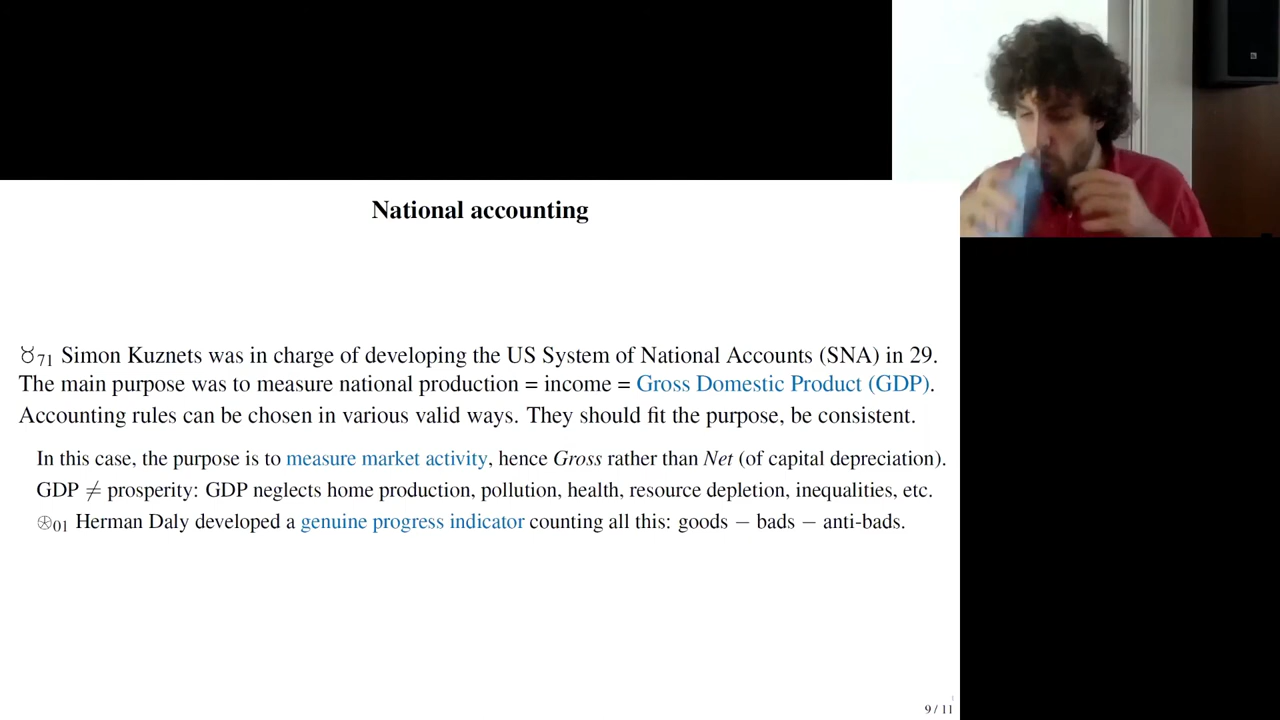 National accounting
♉71 Simon Kuznets was in charge of developing the US System of National Accounts (SNA) in 29.
The main purpose was to measure national production = income = Gross Domestic Product (GDP).
Accounting rules can be chosen in various valid ways. They should fit the purpose, be consistent.
In this case, the purpose is to measure market activity, hence Gross rather than Net (of capital depreciation).
GDP ≠ prosperity: GDP neglects home production, pollution, health, resource depletion, inequalities, etc.
⊛01 Herman Daly developed a genuine progress indicator counting all this: goods − bads − anti-bads.
9 / 11